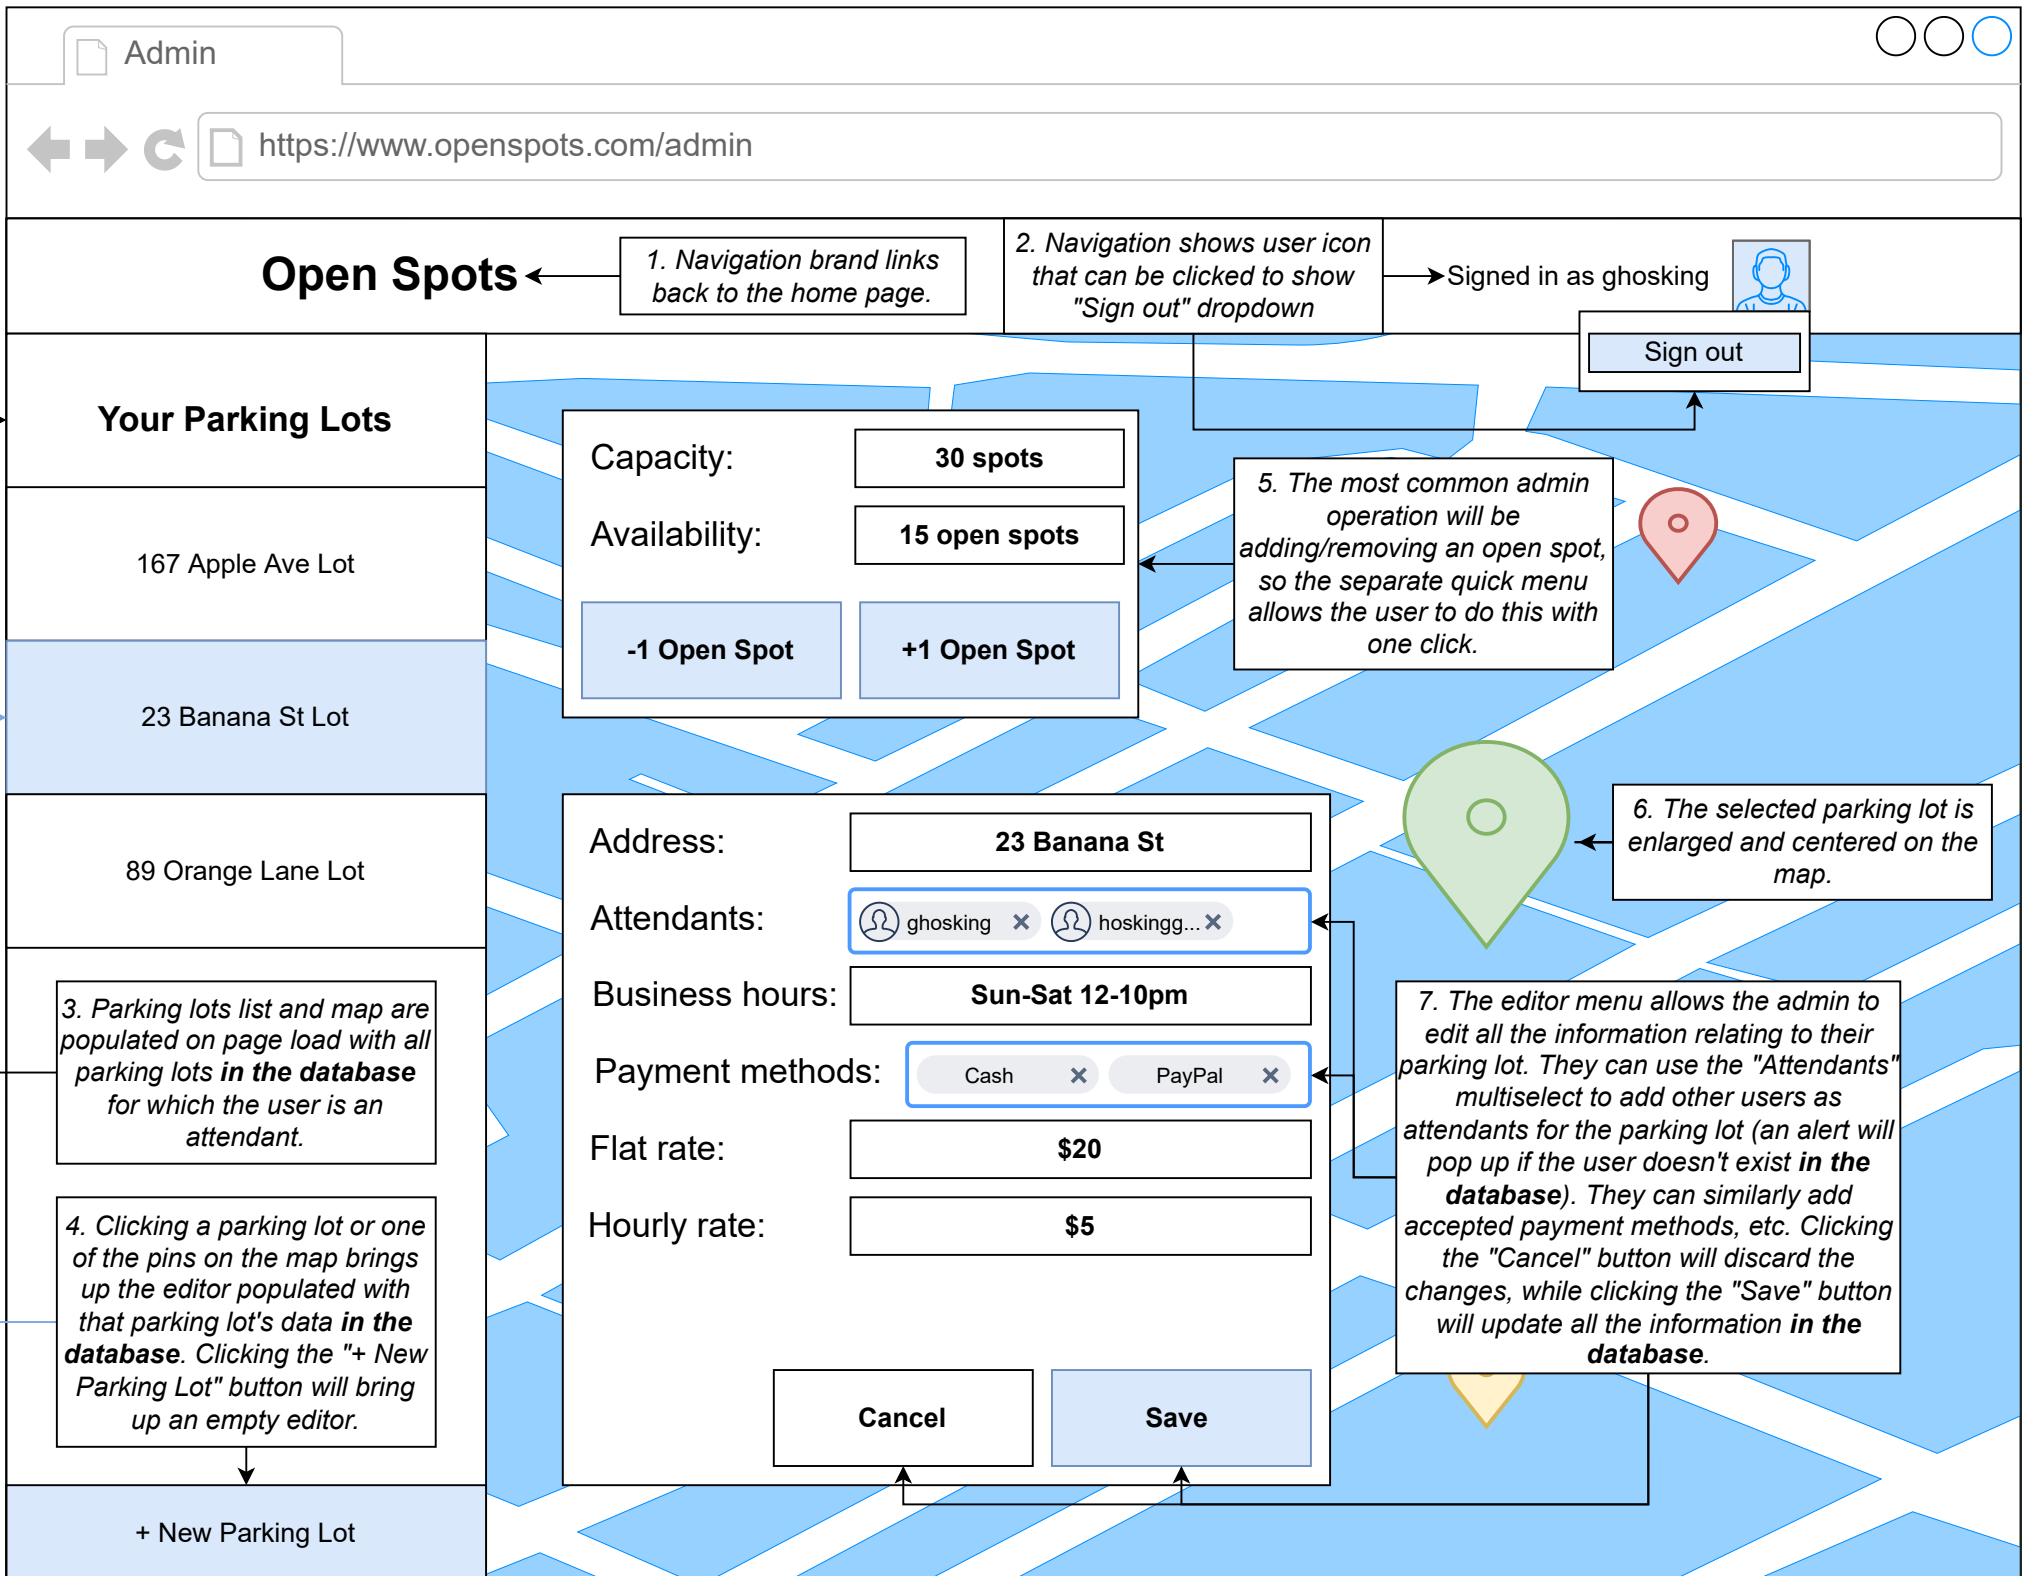 Admin
https://www.openspots.com/admin
Open Spots
1. Navigation brand links
back to the home page.
2. Navigation shows user icon
that can be clicked to show
"Sign out" dropdown
Signed in as ghosking
Sign out
Your Parking Lots
167 Apple Ave Lot
23 Banana St Lot
89 Orange Lane Lot
3. Parking lots list and map are
populated on page load with all
parking lots in the database
for which the user is an
attendant.
4. Clicking a parking lot or one
of the pins on the map brings
up the editor populated with
that parking lot's data in the
database. Clicking the "+ New
Parking Lot" button will bring
up an empty editor.
+ New Parking Lot
Capacity:
30 spots
Availability:
15 open spots
-1 Open Spot
+1 Open Spot
5. The most common admin
operation will be
adding/removing an open spot,
so the separate quick menu
allows the user to do this with
one click.
6. The selected parking lot is
enlarged and centered on the
map.
Address:
23 Banana St
Attendants:
ghosking
hoskingg...
Business hours:
Sun-Sat 12-10pm
Payment methods:
Cash
PayPal
Flat rate:
$20
Hourly rate:
$5
Cancel
Save
7. The editor menu allows the admin to
edit all the information relating to their
parking lot. They can use the "Attendants"
multiselect to add other users as
attendants for the parking lot (an alert will
pop up if the user doesn't exist in the
database). They can similarly add
accepted payment methods, etc. Clicking
the "Cancel" button will discard the
changes, while clicking the "Save" button
will update all the information in the
database.